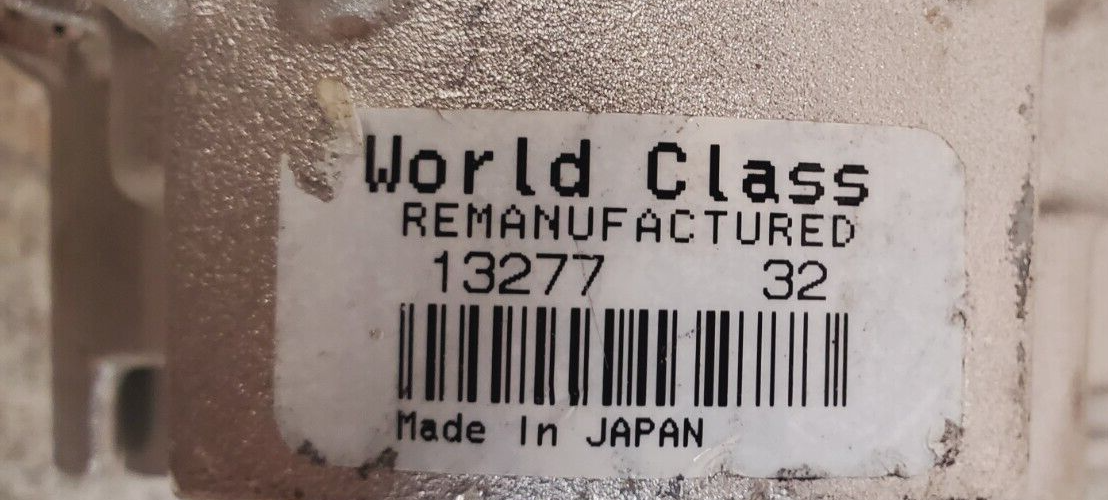 World Class
REMANUFACTURED
13277 32
Made In JAPAN